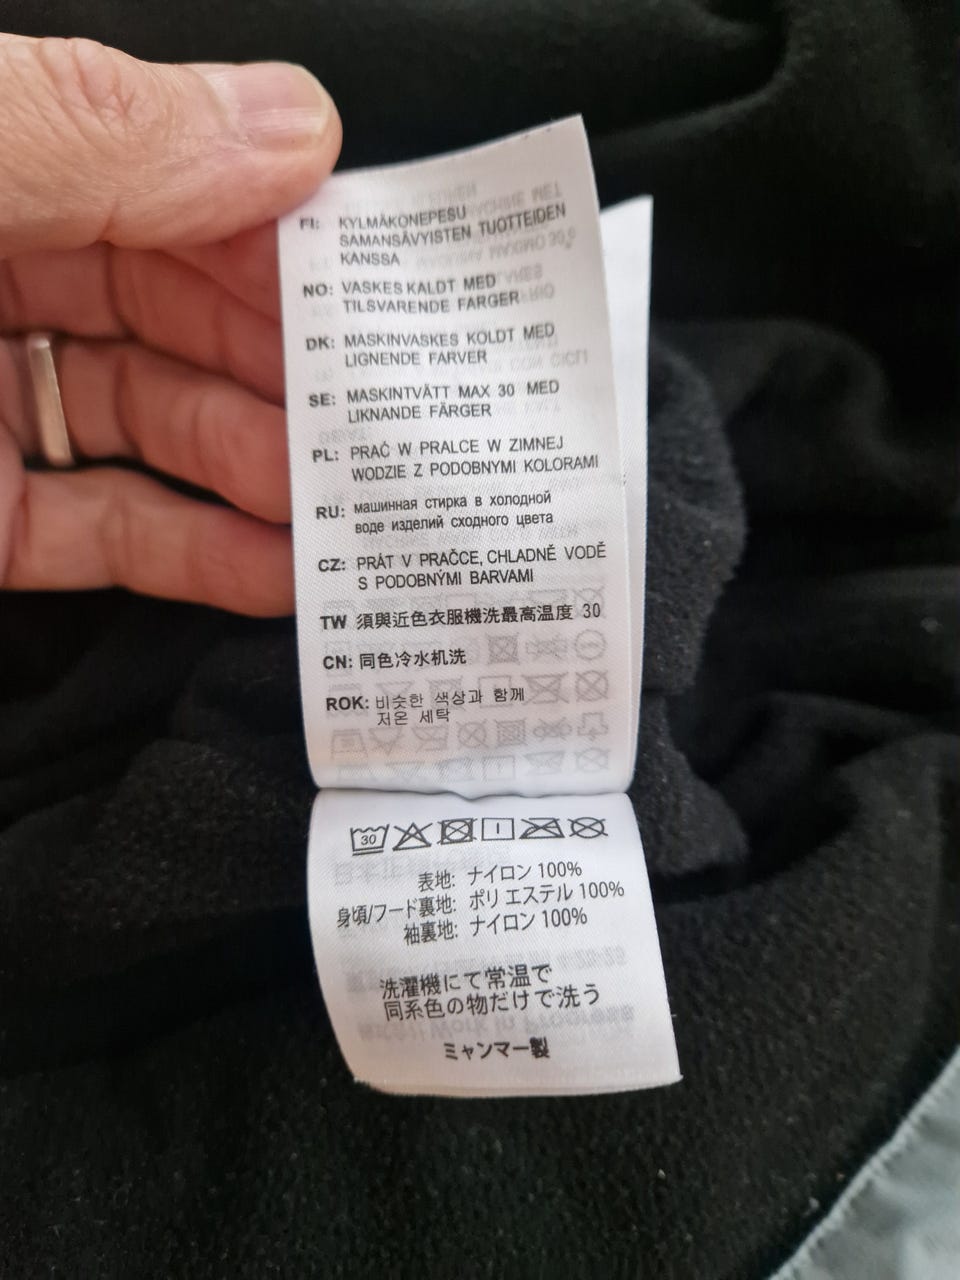 FI: KYLMÄKONEPESU
SAMANSÄVYISTEN TUOTTEIDEN
KANSSA
NO: VASKES KALDT MED
TILSVARENDE FARGER
DK: MASKINVASKES KOLDT MED
LIGNENDE FARVER
SE: MASKINTVÄTT MAX 30 MED
LIKNANDE FÄRGER
PL: PRAĆ W PRALCE W ZIMNEJ
WODZIE Z PODOBNYMI KOLORAMI
RU: машинная стирка в холодной
воде изделий сходного цвета
CZ: PRÁT V PRAČCE, CHLADNĚ VODĚ
S PODOBNÝMI BARVAMI
TW 須與近色衣服機洗最高温度 30
CN: 同色冷水机洗
ROK: 비슷한 색상과 함께
저온 세탁
30
表地: ナイロン 100%
身頃/フード裏地: ポリエステル 100%
袖裏地: ナイロン 100%
洗濯機にて常温で
同系色の物だけで洗う
ミャンマー製